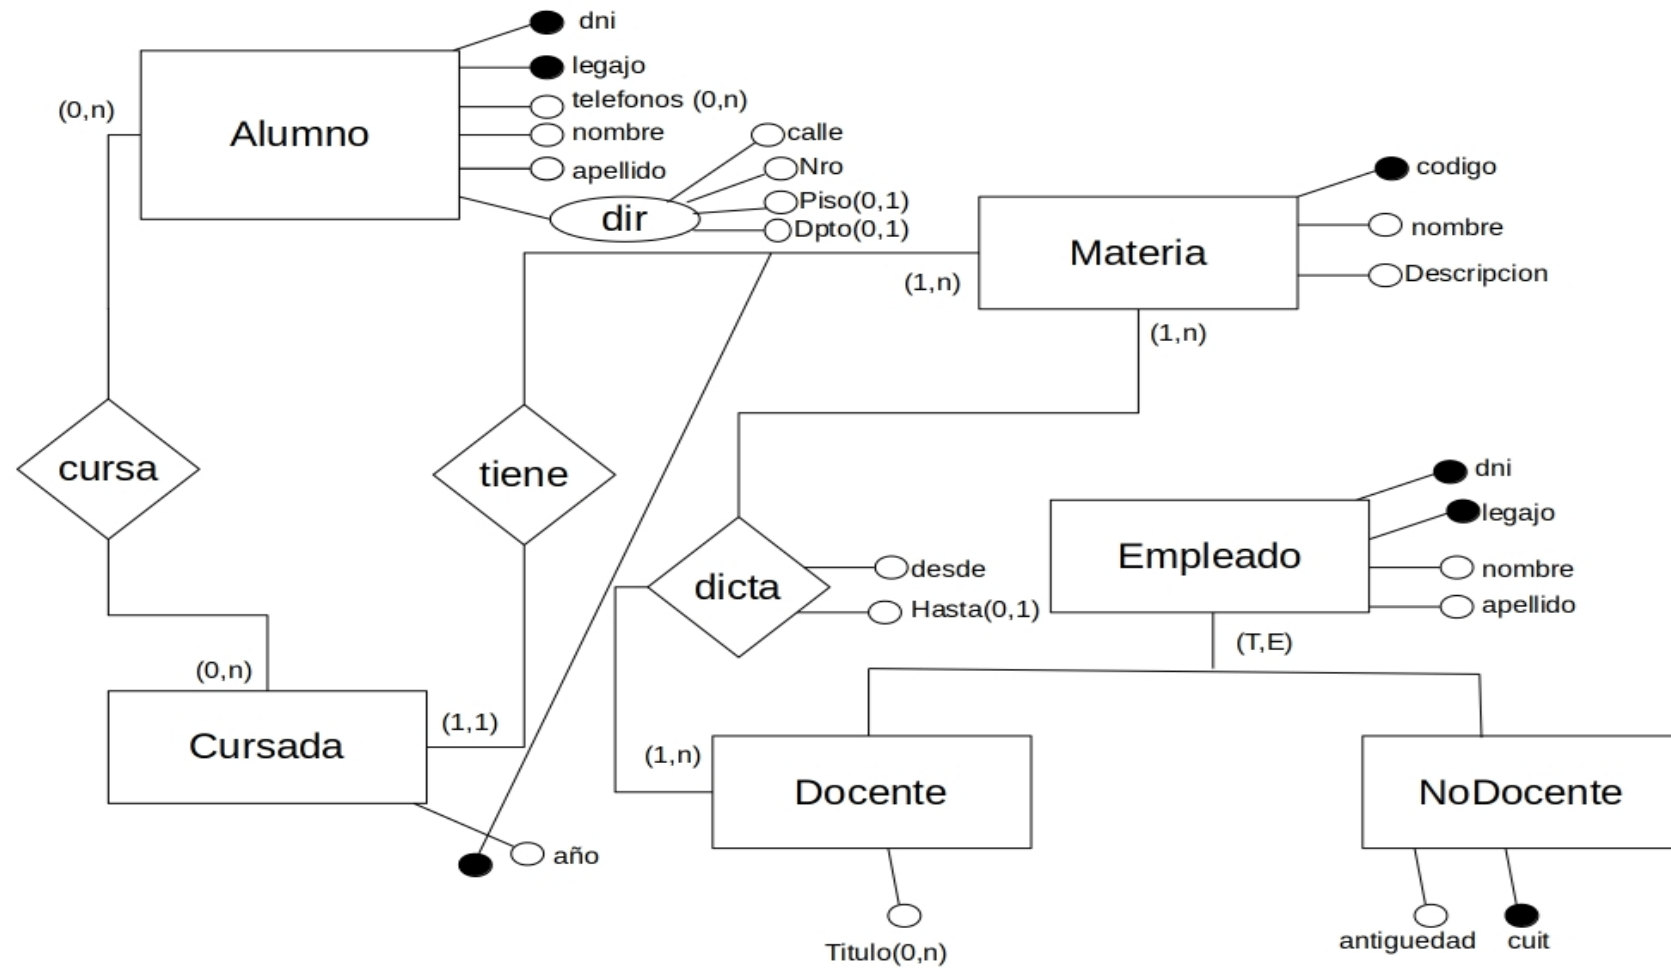 dni
legajo
telefonos (0,n)
nombre
apellido
(0,n)
Alumno
calle
Nro
Piso(0,1)
Dpto(0,1)
dir
codigo
nombre
Descripcion
Materia
(1,n)
(1,n)
cursa
tiene
dicta
desde
Hasta(0,1)
dni
legajo
nombre
apellido
Empleado
(T,E)
(0,n)
Cursada
(1,1)
año
(1,n)
Docente
Titulo(0,n)
NoDocente
antiguedad
cuit